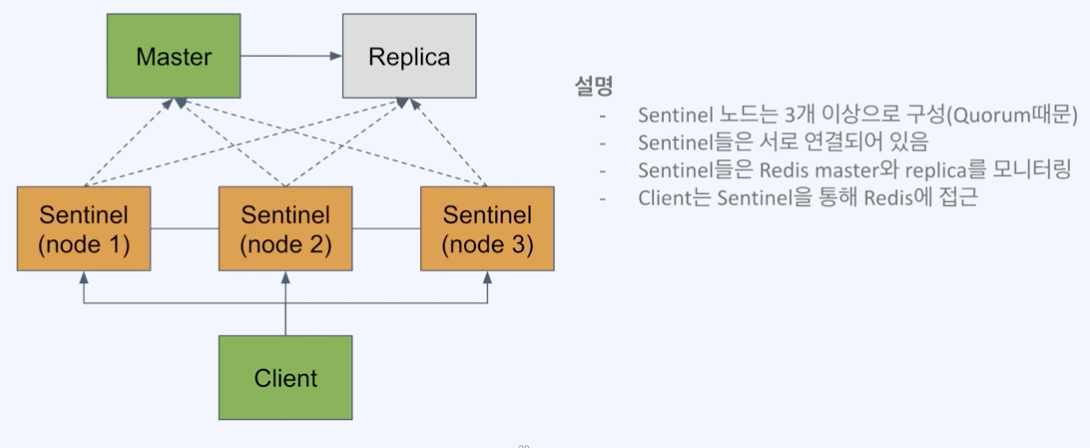 Master
Replica
Sentinel
(node 1)
Sentinel
(node 2)
Sentinel
(node 3)
Client
설명
- Sentinel 노드는 3개 이상으로 구성(Quorum때문)
- Sentinel들은 서로 연결되어 있음
- Sentinel들은 Redis master와 replica를 모니터링
- Client는 Sentinel을 통해 Redis에 접근